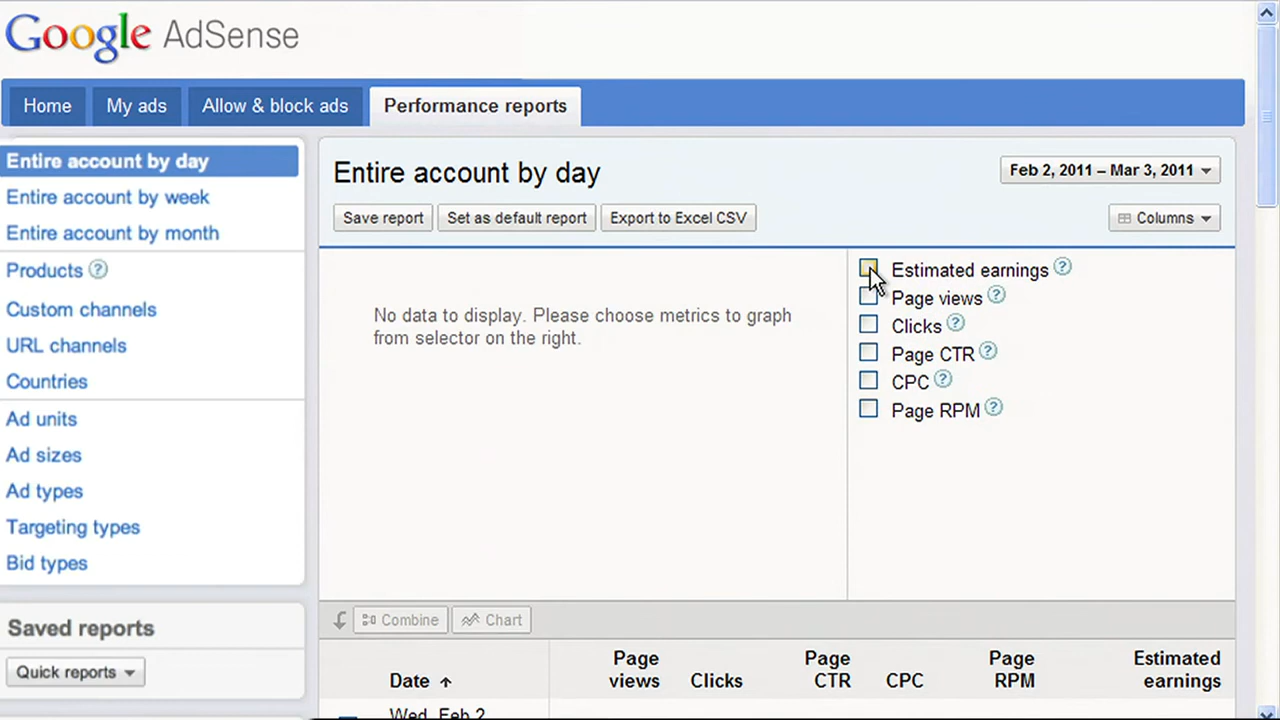 Google AdSense
Home
My ads
Allow & block ads
Performance reports
Entire account by day
Entire account by week
Entire account by month
Products ?
Custom channels
URL channels
Countries
Ad units
Ad sizes
Ad types
Targeting types
Bid types
Saved reports
Quick reports
Entire account by day
Feb 2, 2011 – Mar 3, 2011
Save report
Set as default report
Export to Excel CSV
Columns
No data to display. Please choose metrics to graph
from selector on the right.
Estimated earnings ?
Page views ?
Clicks ?
Page CTR ?
CPC ?
Page RPM ?
Combine
Chart
Date
Page
views
Clicks
Page
CTR
CPC
Page
RPM
Estimated
earnings
Wed, Feb 2